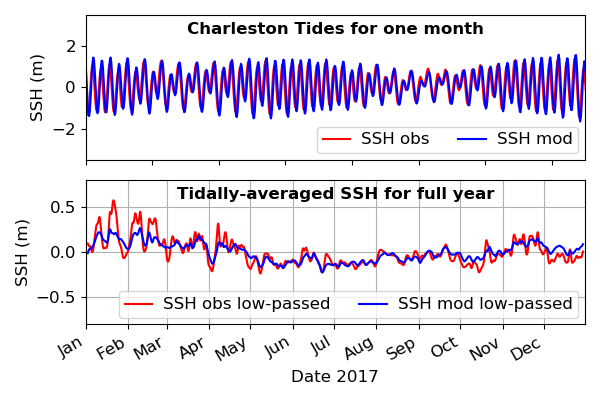 Charleston Tides for one month
SSH (m)
2
0
−2
SSH obs
SSH mod
Tidally-averaged SSH for full year
SSH (m)
0.5
0.0
−0.5
SSH obs low-passed
SSH mod low-passed
Jan Feb Mar Apr May Jun Jul Aug Sep Oct Nov Dec
Date 2017